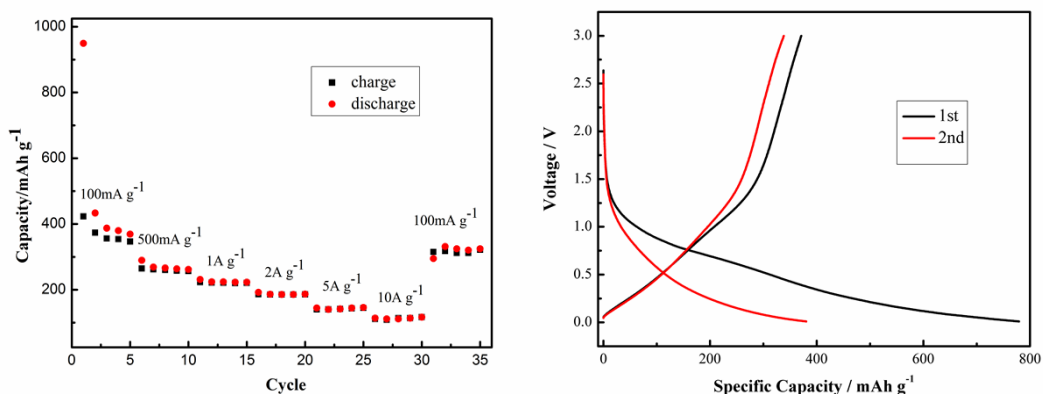 1000
800
600
400
200
0
5
10
15
20
25
30
35
Capacity/mAh g-1
Cycle
charge
discharge
100mA g-1
500mA g-1
1A g-1
2A g-1
5A g-1
10A g-1
100mA g-1
3.0
2.5
2.0
1.5
1.0
0.5
0.0
0
200
400
600
800
Voltage / V
Specific Capacity / mAh g-1
1st
2nd